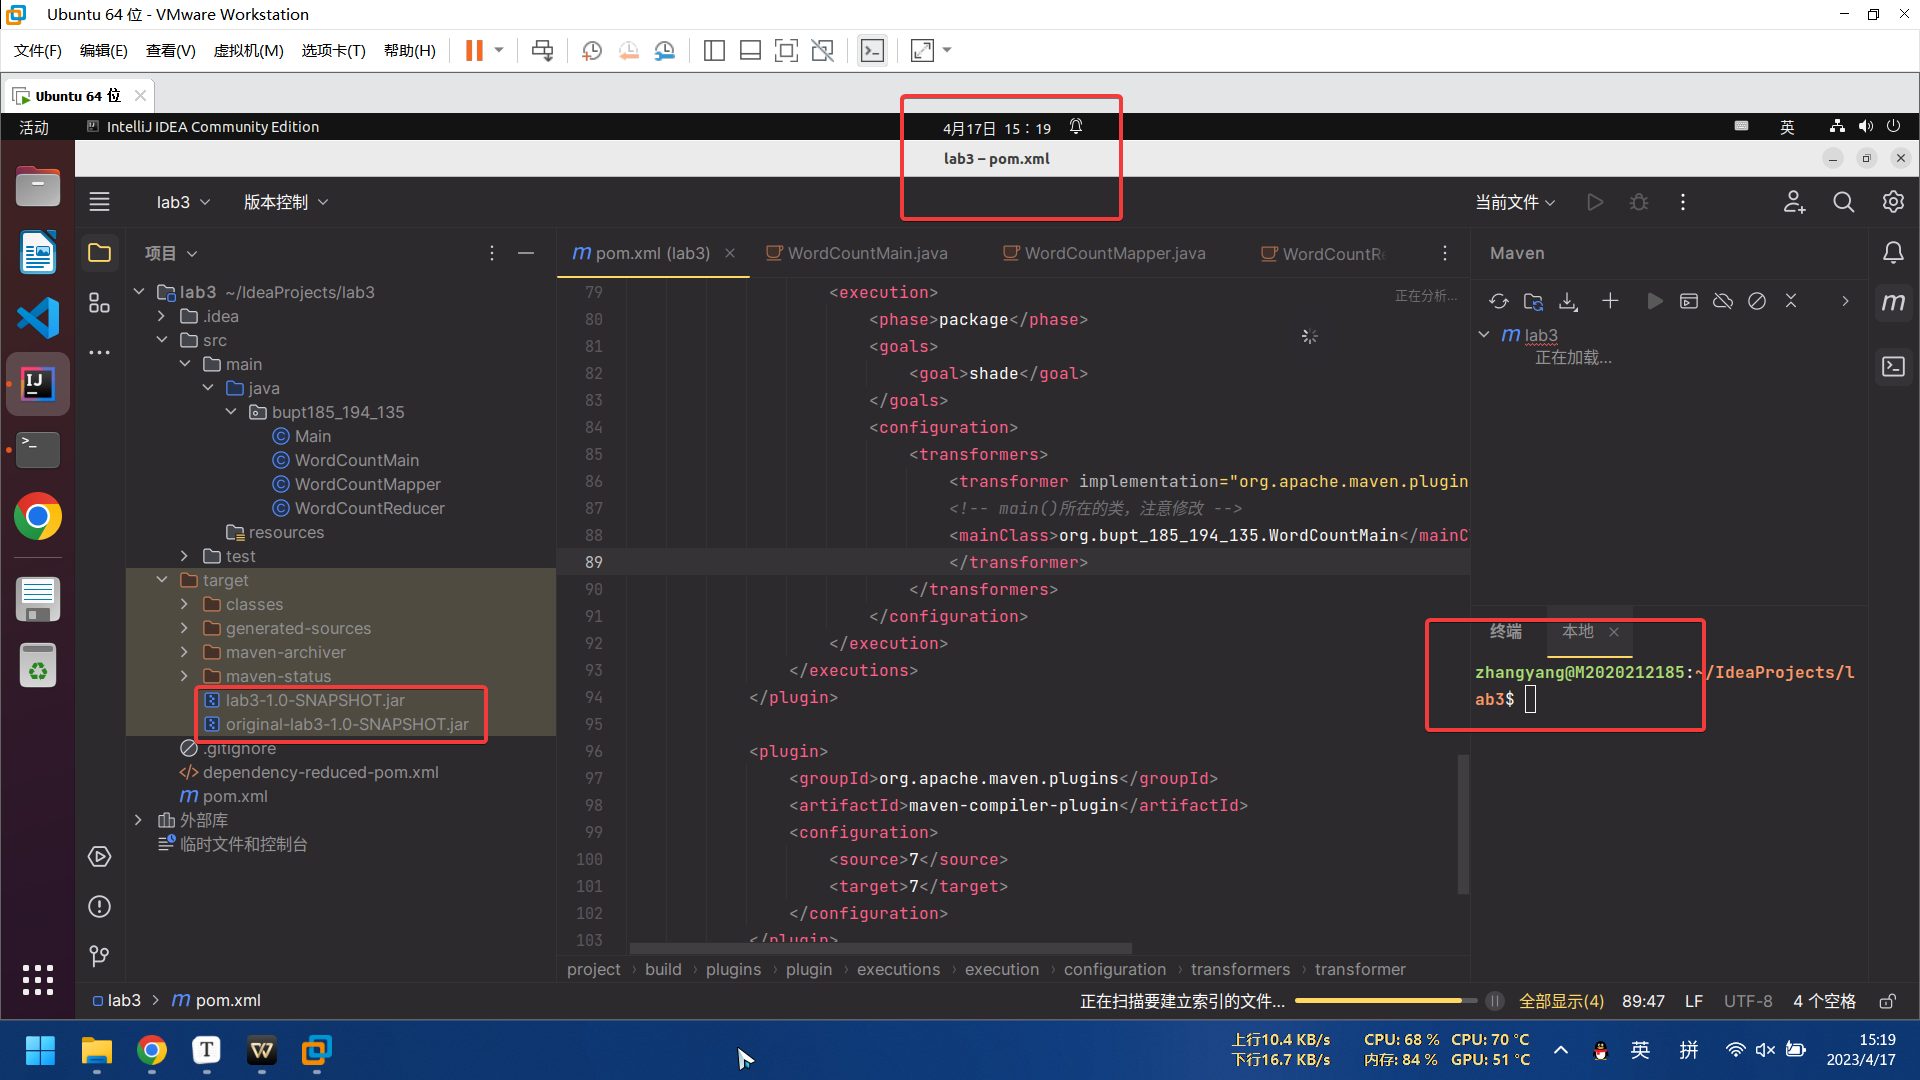 Ubuntu 64 位 - VMware Workstation
文件(F) 编辑(E) 查看(V) 虚拟机(M) 选项卡(T) 帮助(H)
Ubuntu 64 位
活动 IntelliJ IDEA Community Edition 4月17日 15：19 英
lab3 – pom.xml
lab3 版本控制 当前文件
项目
pom.xml (lab3) WordCountMain.java WordCountMapper.java WordCountRe
Maven
lab3 ~/IdeaProjects/lab3
.idea
src
main
java
bupt185_194_135
Main
WordCountMain
WordCountMapper
WordCountReducer
resources
test
target
classes
generated-sources
maven-archiver
maven-status
lab3-1.0-SNAPSHOT.jar
original-lab3-1.0-SNAPSHOT.jar
.gitignore
dependency-reduced-pom.xml
pom.xml
外部库
临时文件和控制台
正在分析...
79 <execution>
80 <phase>package</phase>
81 <goals>
82 <goal>shade</goal>
83 </goals>
84 <configuration>
85 <transformers>
86 <transformer implementation="org.apache.maven.plugin
87 <!-- main()所在的类，注意修改 -->
88 <mainClass>org.bupt_185_194_135.WordCountMain</mainC
89 </transformer>
90 </transformers>
91 </configuration>
92 </execution>
93 </executions>
94 </plugin>
95
96 <plugin>
97 <groupId>org.apache.maven.plugins</groupId>
98 <artifactId>maven-compiler-plugin</artifactId>
99 <configuration>
100 <source>7</source>
101 <target>7</target>
102 </configuration>
103 </plugin>
lab3
正在加载...
终端 本地
zhangyang@M2020212185:~/IdeaProjects/l
ab3$
project › build › plugins › plugin › executions › execution › configuration › transformers › transformer
lab3 > pom.xml 正在扫描要建立索引的文件... 全部显示(4) 89:47 LF UTF-8 4 个空格
上行10.4 KB/s CPU: 68 % CPU: 70 °C
下行16.7 KB/s 内存: 84 % GPU: 51 °C
英 拼
15:19
2023/4/17